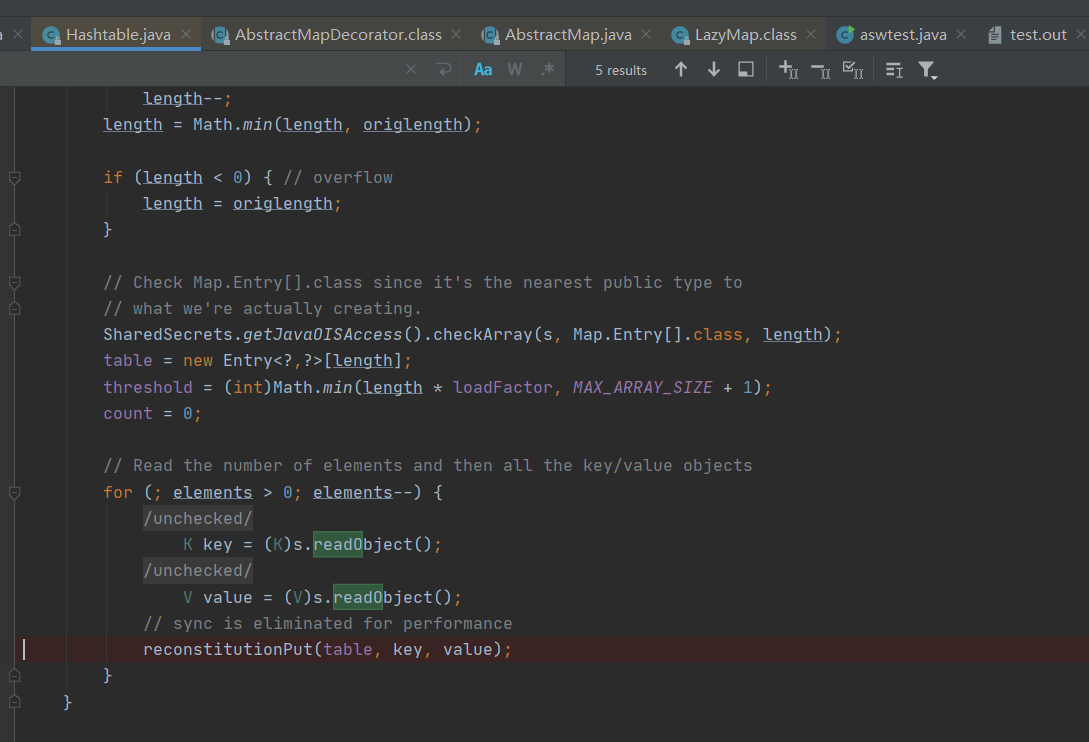 a Hashtable.java AbstractMapDecorator.class AbstractMap.java LazyMap.class aswtest.java test.out
Aa W .* 5 results
length--;
length = Math.min(length, origlength);
if (length < 0) { // overflow
length = origlength;
}
// Check Map.Entry[].class since it's the nearest public type to
// what we're actually creating.
SharedSecrets.getJavaOISAccess().checkArray(s, Map.Entry[].class, length);
table = new Entry<?,?>[length];
threshold = (int)Math.min(length * loadFactor, MAX_ARRAY_SIZE + 1);
count = 0;
// Read the number of elements and then all the key/value objects
for (; elements > 0; elements--) {
/unchecked/
K key = (K)s.readObject();
/unchecked/
V value = (V)s.readObject();
// sync is eliminated for performance
reconstitutionPut(table, key, value);
}
}